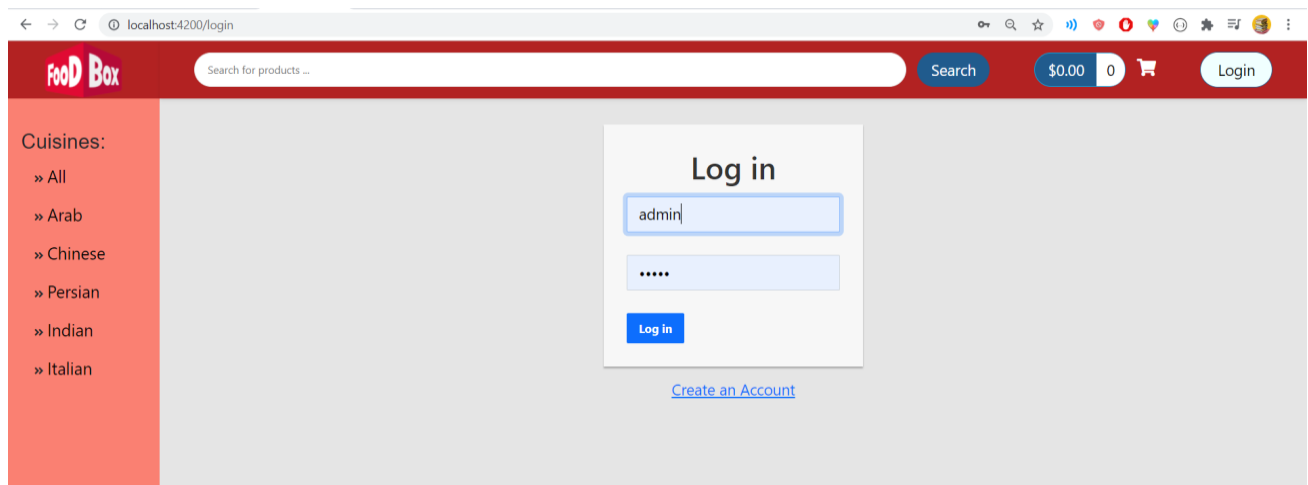 localhost:4200/login
FooD Box
Search for products ...
Search
$0.00 0
Login
Cuisines:
» All
» Arab
» Chinese
» Persian
» Indian
» Italian
Log in
admin
•••••
Log in
Create an Account